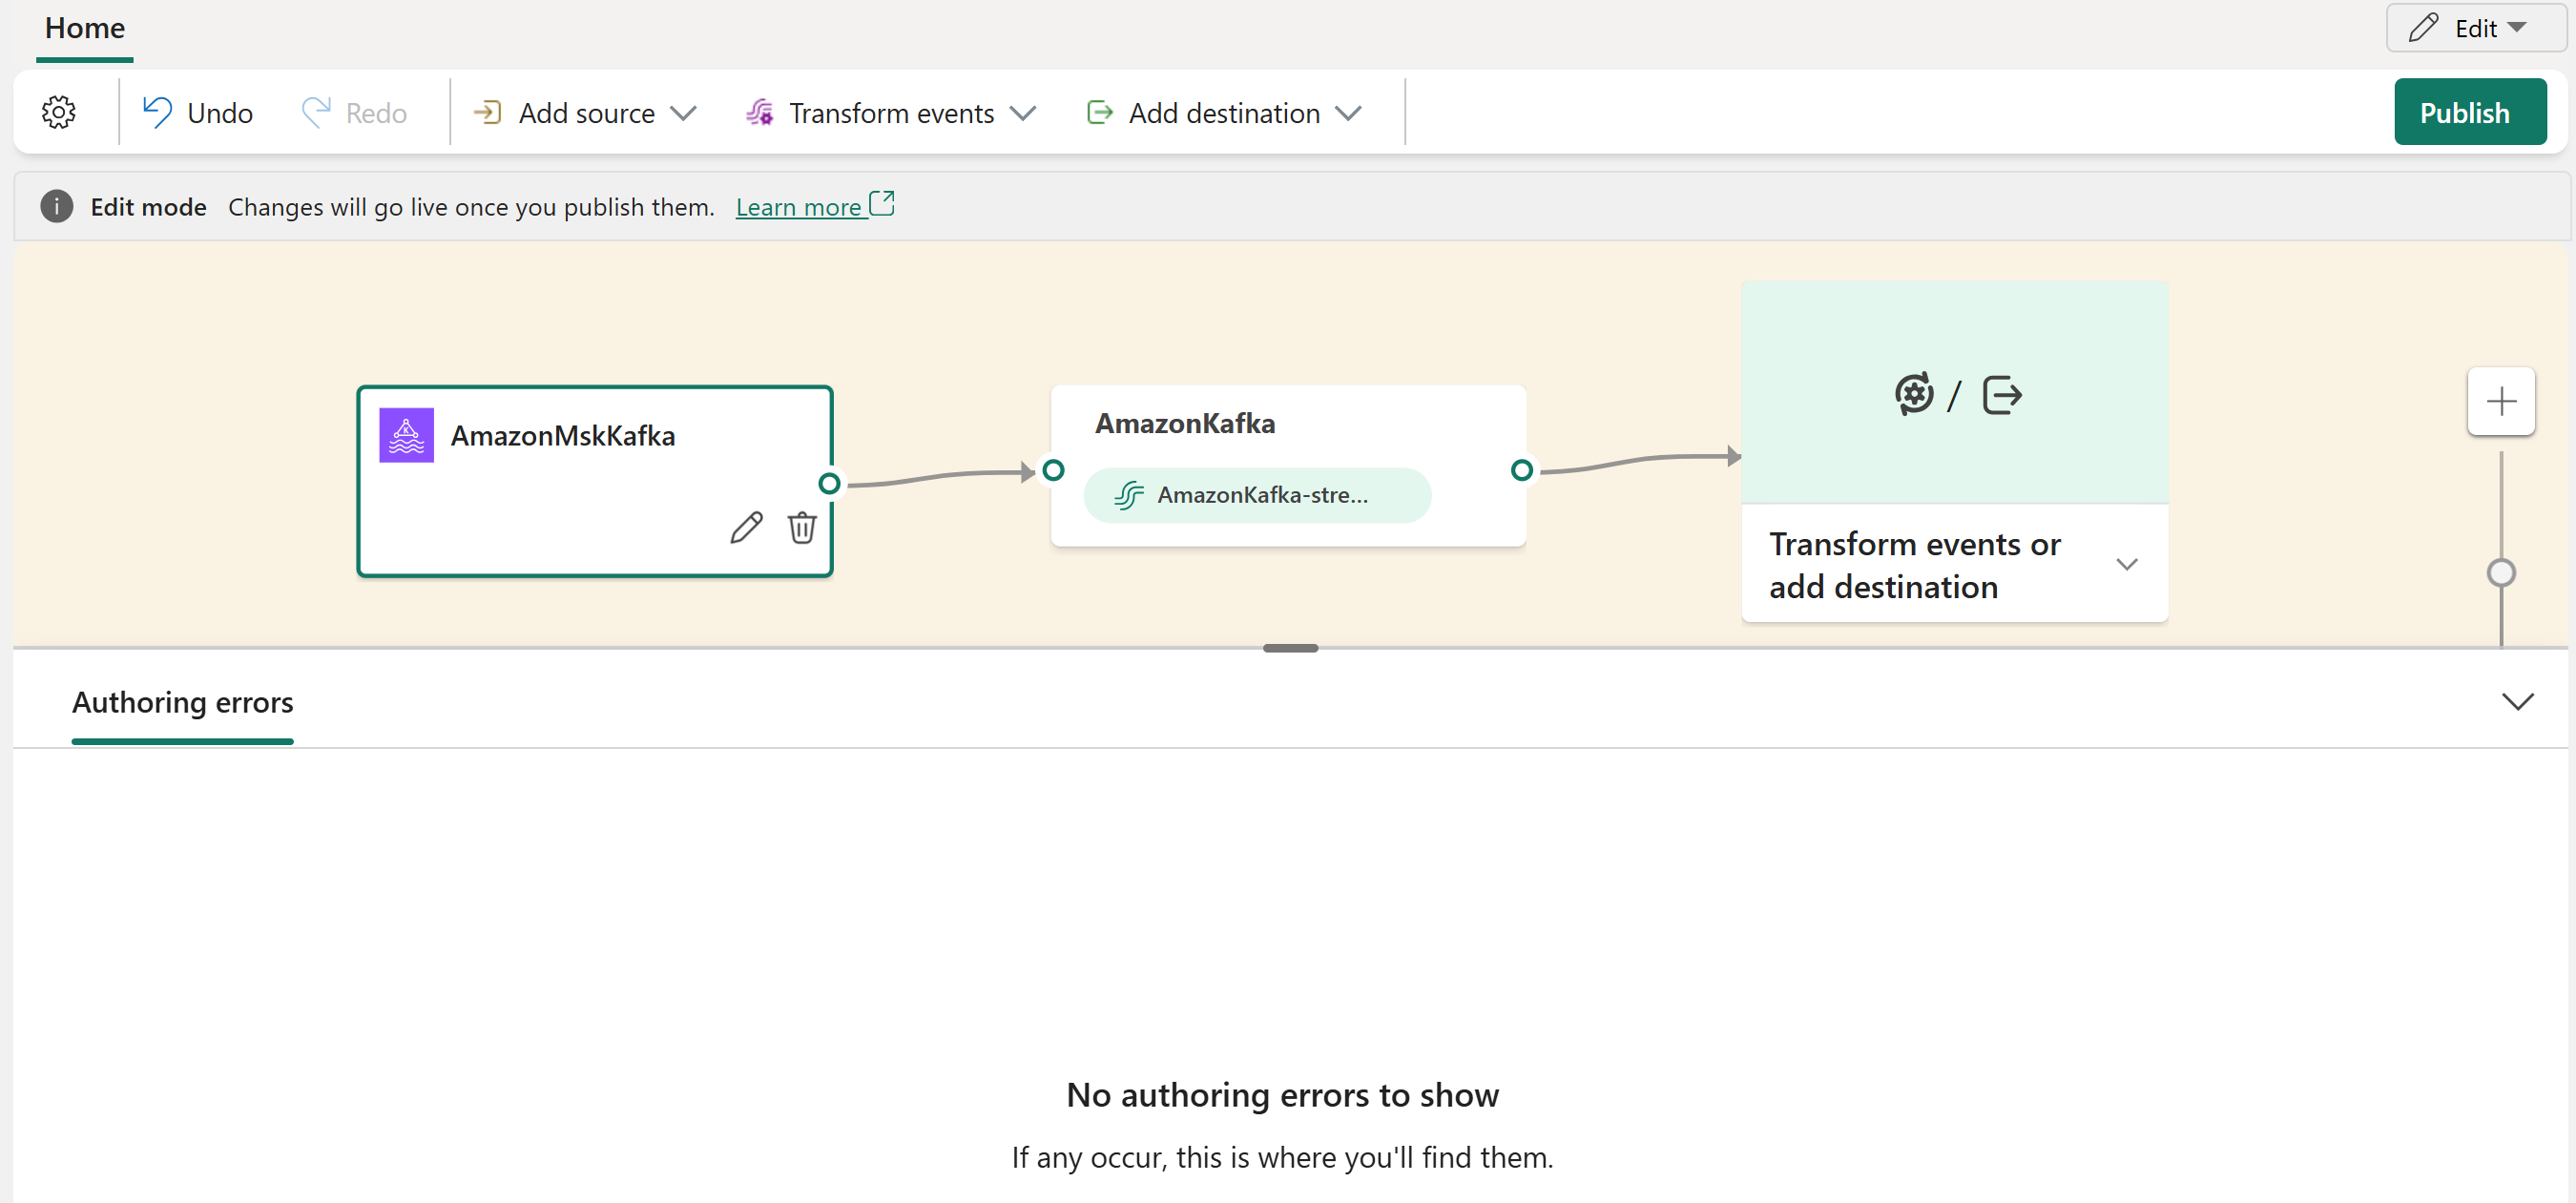 Home
Edit
Undo
Redo
Add source
Transform events
Add destination
Publish
Edit mode Changes will go live once you publish them. Learn more
AmazonMskKafka
AmazonKafka
AmazonKafka-stre...
/
Transform events or
add destination
Authoring errors
No authoring errors to show
If any occur, this is where you'll find them.